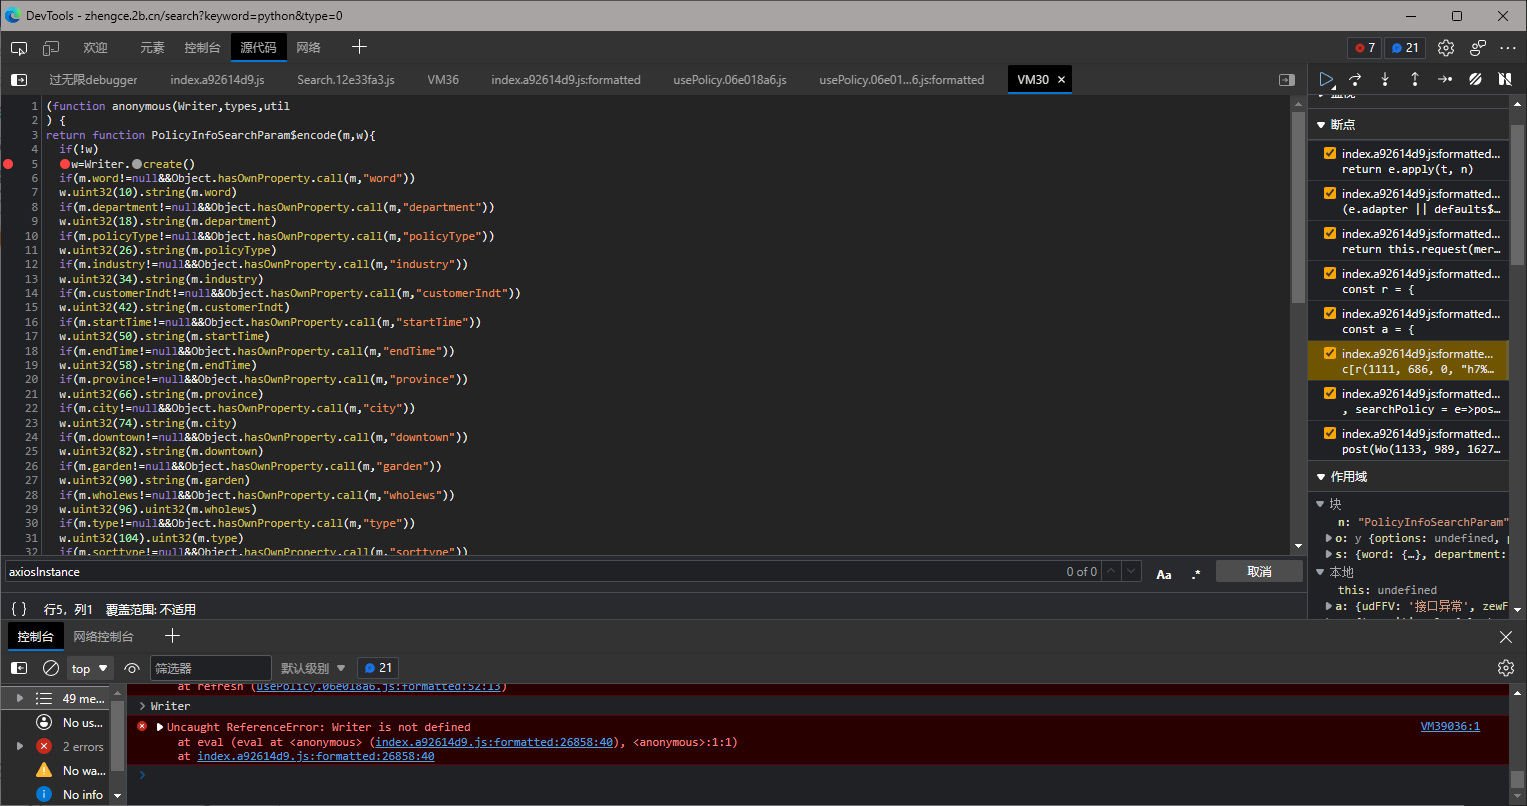 DevTools - zhengce.2b.cn/search?keyword=python&type=0
欢迎 元素 控制台 源代码 网络
7 21
过无限debugger index.a92614d9.js Search.12e33fa3.js VM36 index.a92614d9.js:formatted usePolicy.06e018a6.js usePolicy.06e01...6.js:formatted VM30 ×
1 (function anonymous(Writer,types,util
2 ) {
3 return function PolicyInfoSearchParam$encode(m,w){
4 if(!w)
5 w=Writer.create()
6 if(m.word!=null&&Object.hasOwnProperty.call(m,"word"))
7 w.uint32(10).string(m.word)
8 if(m.department!=null&&Object.hasOwnProperty.call(m,"department"))
9 w.uint32(18).string(m.department)
10 if(m.policyType!=null&&Object.hasOwnProperty.call(m,"policyType"))
11 w.uint32(26).string(m.policyType)
12 if(m.industry!=null&&Object.hasOwnProperty.call(m,"industry"))
13 w.uint32(34).string(m.industry)
14 if(m.customerIndt!=null&&Object.hasOwnProperty.call(m,"customerIndt"))
15 w.uint32(42).string(m.customerIndt)
16 if(m.startTime!=null&&Object.hasOwnProperty.call(m,"startTime"))
17 w.uint32(50).string(m.startTime)
18 if(m.endTime!=null&&Object.hasOwnProperty.call(m,"endTime"))
19 w.uint32(58).string(m.endTime)
20 if(m.province!=null&&Object.hasOwnProperty.call(m,"province"))
21 w.uint32(66).string(m.province)
22 if(m.city!=null&&Object.hasOwnProperty.call(m,"city"))
23 w.uint32(74).string(m.city)
24 if(m.downtown!=null&&Object.hasOwnProperty.call(m,"downtown"))
25 w.uint32(82).string(m.downtown)
26 if(m.garden!=null&&Object.hasOwnProperty.call(m,"garden"))
27 w.uint32(90).string(m.garden)
28 if(m.wholews!=null&&Object.hasOwnProperty.call(m,"wholews"))
29 w.uint32(96).uint32(m.wholews)
30 if(m.type!=null&&Object.hasOwnProperty.call(m,"type"))
31 w.uint32(104).uint32(m.type)
32 if(m.sorttype!=null&&Object.hasOwnProperty.call(m,"sorttype"))
axiosInstance 0 of 0 Aa .* 取消
{ } 行5，列1 覆盖范围: 不适用
监视
断点
index.a92614d9.js:formatted...
return e.apply(t, n)
index.a92614d9.js:formatted...
(e.adapter || defaults$...
index.a92614d9.js:formatted...
return this.request(mer...
index.a92614d9.js:formatted...
const r = {
index.a92614d9.js:formatted...
const a = {
index.a92614d9.js:formatte...
c[r(1111, 686, 0, "h7%...
index.a92614d9.js:formatted...
, searchPolicy = e=>pos...
index.a92614d9.js:formatted...
post(Wo(1133, 989, 1627...
作用域
块
n: "PolicyInfoSearchParam"
o: y {options: undefined, p
s: {word: {…}, department:
本地
this: undefined
a: {udFFV: '接口异常', zewF
控制台 网络控制台
top 筛选器 默认级别 21
49 me...
No us...
2 errors
No wa...
No info
at refresh (usePolicy.06e018a6.js:formatted:52:13)
Writer
Uncaught ReferenceError: Writer is not defined VM39036:1
at eval (eval at <anonymous> (index.a92614d9.js:formatted:26858:40), <anonymous>:1:1)
at index.a92614d9.js:formatted:26858:40